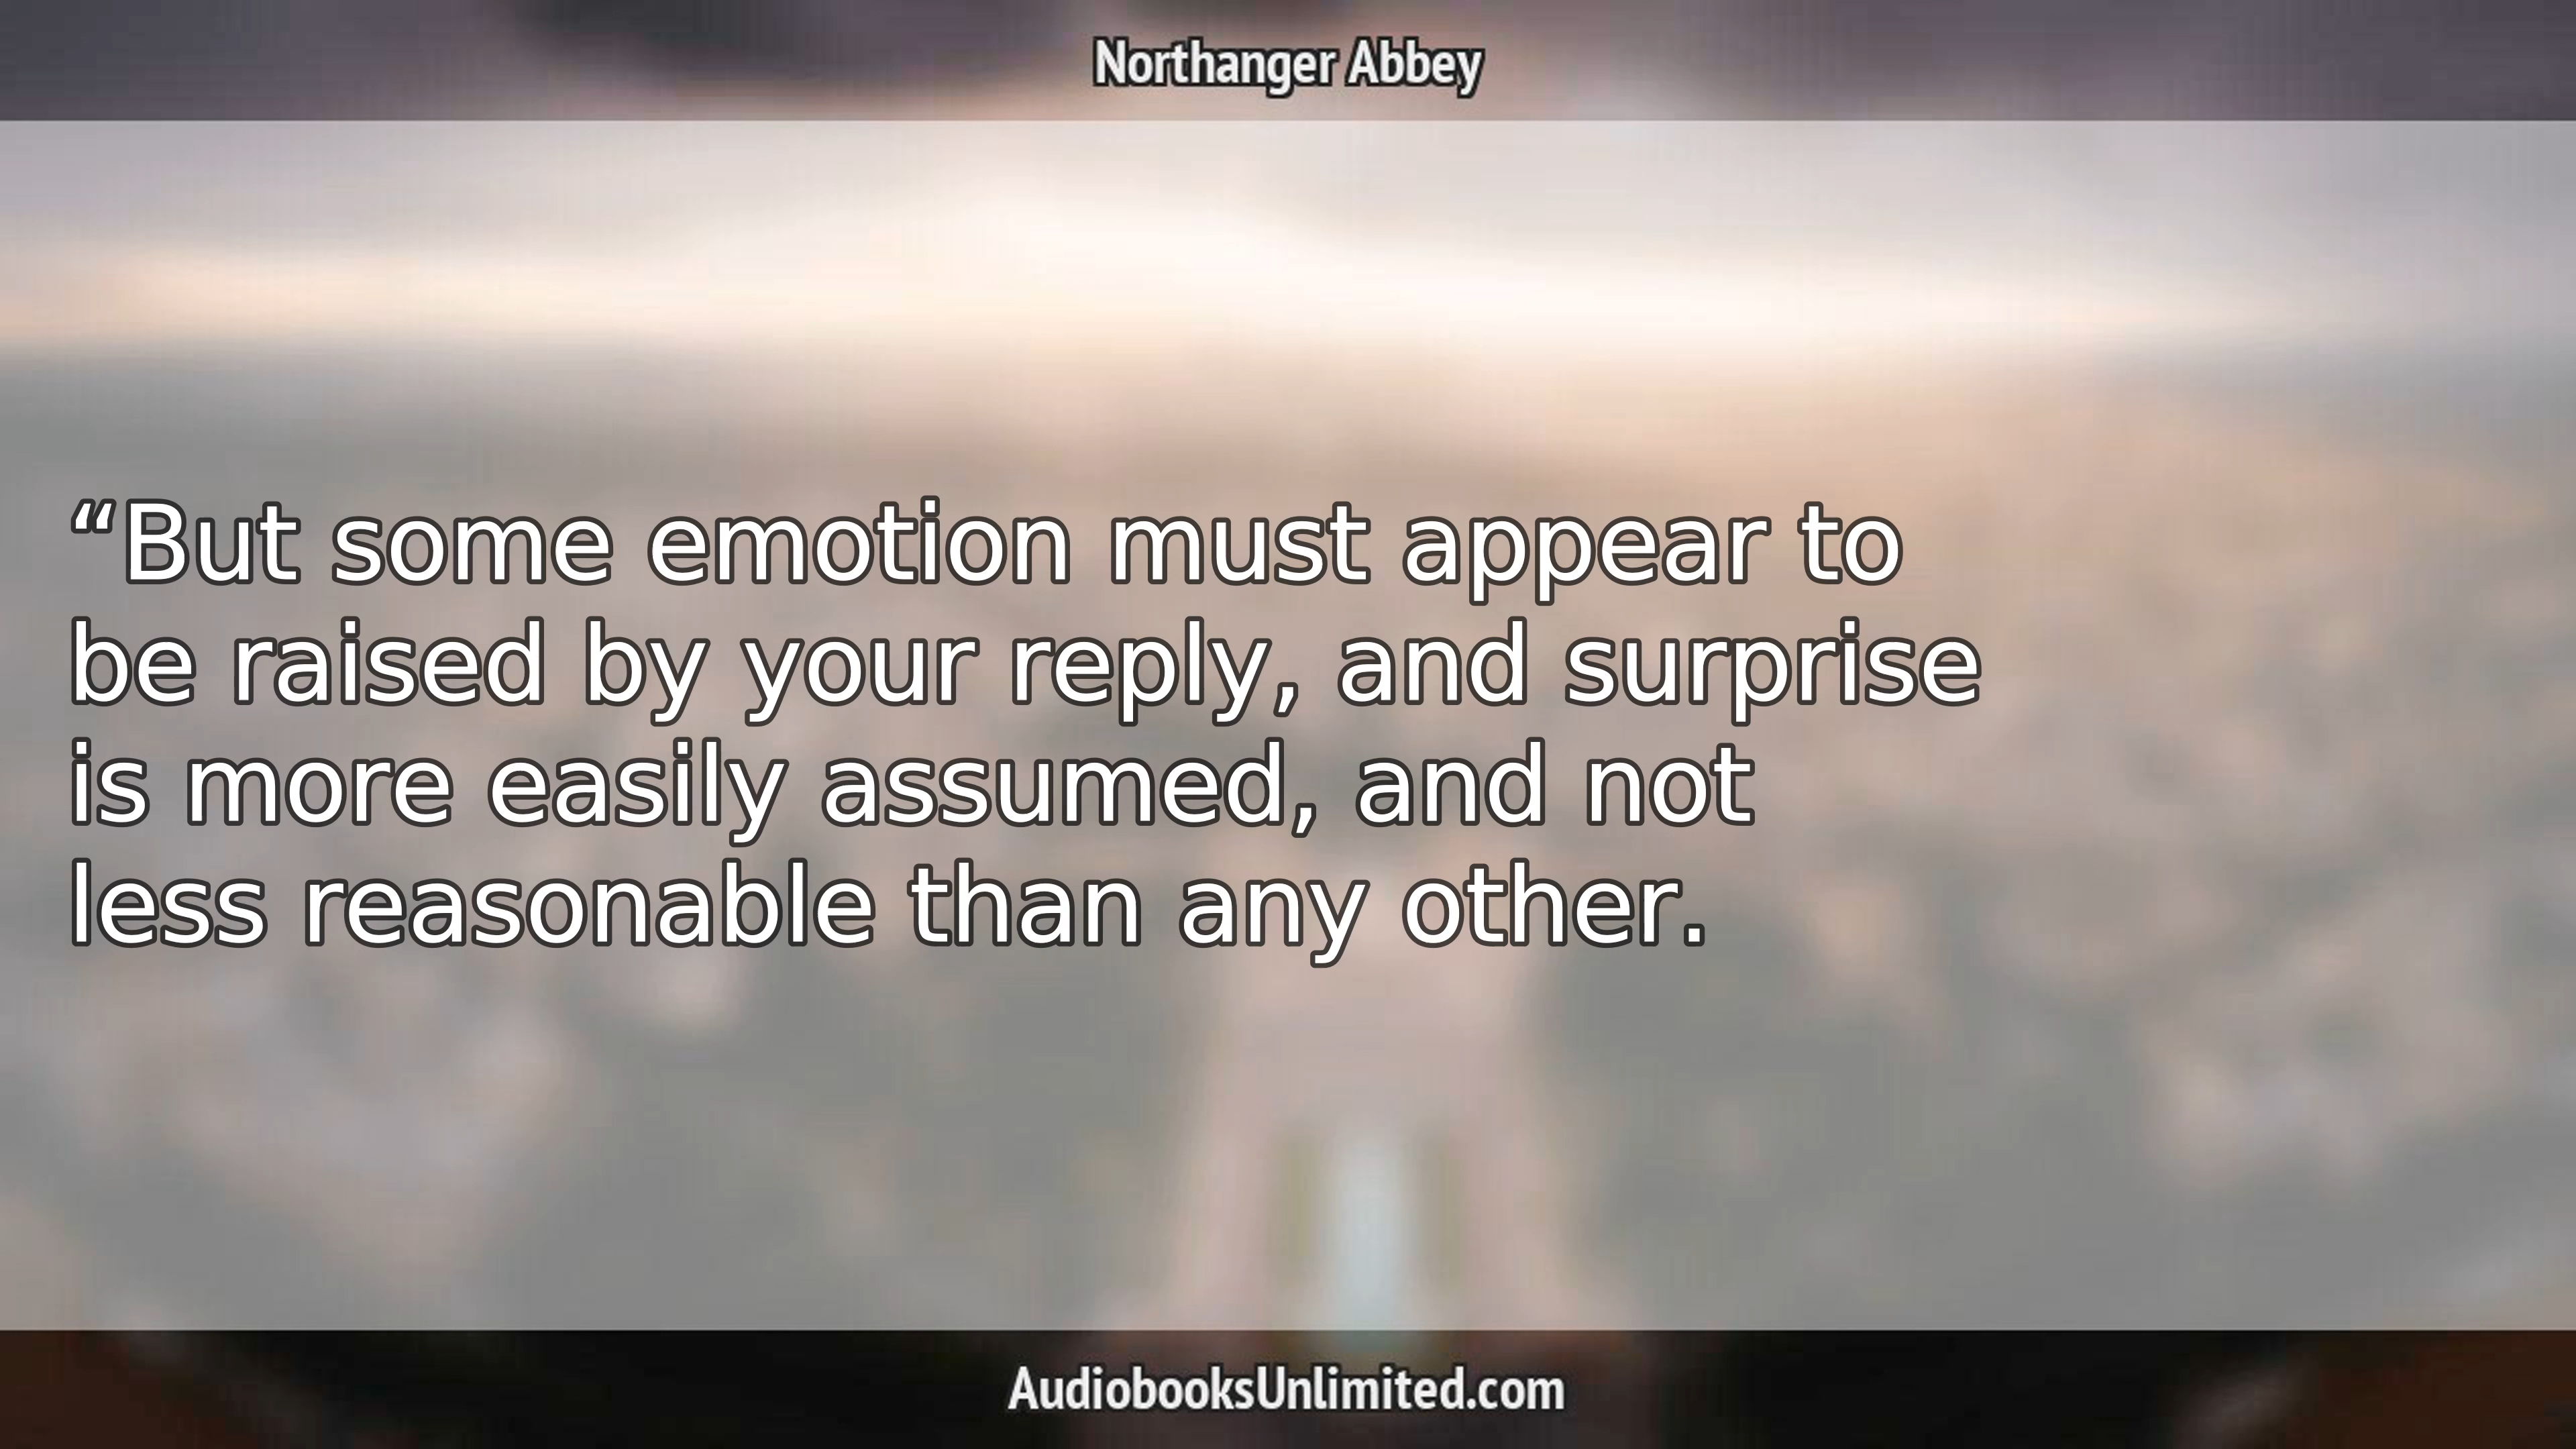 Northanger Abbey
“But some emotion must appear to
be raised by your reply, and surprise
is more easily assumed, and not
less reasonable than any other.
AudiobooksUnlimited.com